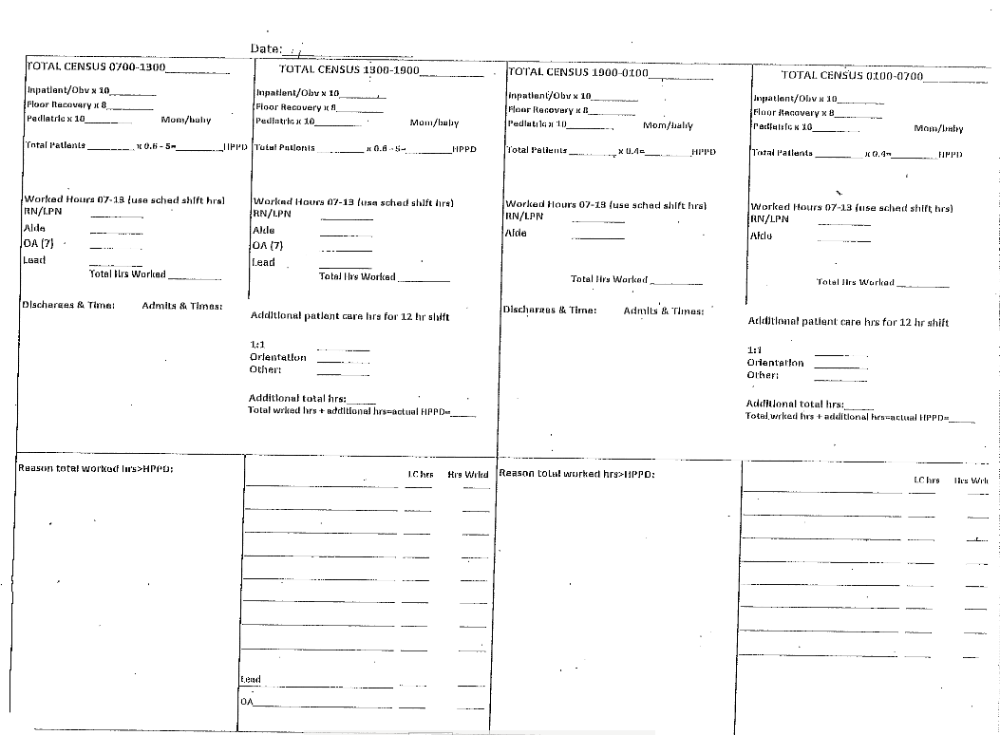 Date:
TOTAL CENSUS 0700-1300
Inpatient/Obv x 10
Floor Recovery x 8
Pediatric x 10 Mom/baby
Total Patients x 0.6 - 5= HPPD
Worked Hours 07-13 (use sched shift hrs)
RN/LPN
Aide
OA (7)
Lead
Total Hrs Worked
Discharges & Time: Admits & Times:
TOTAL CENSUS 1300-1900
Inpatient/Obv x 10
Floor Recovery x 8
Pediatric x 10 Mom/baby
Total Patients x 0.6 - 5= HPPD
Worked Hours 07-13 (use sched shift hrs)
RN/LPN
Aide
OA (7)
Lead
Total Hrs Worked
Additional patient care hrs for 12 hr shift
1:1
Orientation
Other:
Additional total hrs:
Total wrked hrs + additional hrs=actual HPPD=
TOTAL CENSUS 1900-0100
Inpatient/Obv x 10
Floor Recovery x 8
Pediatric x 10 Mom/baby
Total Patients x 0.4= HPPD
Worked Hours 07-13 (use sched shift hrs)
RN/LPN
Aide
Total Hrs Worked
Discharges & Time: Admits & Times:
TOTAL CENSUS 0100-0700
Inpatient/Obv x 10
Floor Recovery x 8
Pediatric x 10 Mom/baby
Total Patients x 0.4= HPPD
Worked Hours 07-13 (use sched shift hrs)
RN/LPN
Aide
Total Hrs Worked
Additional patient care hrs for 12 hr shift
1:1
Orientation
Other:
Additional total hrs:
Total wrked hrs + additional hrs=actual HPPD=
Reason total worked hrs>HPPD:
LC hrs Hrs Wrkd
Lead
OA
Reason total worked hrs>HPPD:
LC hrs Hrs Wrk